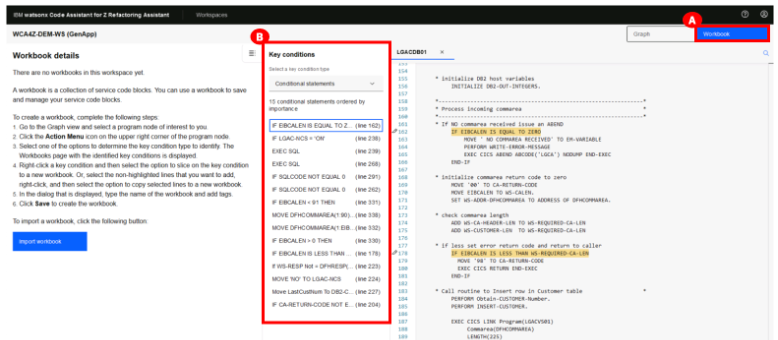 IBM watsonx Code Assistant for Z Refactoring Assistant
Workspaces
A
WCA4Z-DEM-WS (GenApp)
Graph
Workbook
B
Workbook details
There are no workbooks in this workspace yet
A workbook is a collection of service code blocks. You can use a workbook to save
and manage your service code blocks.
To create a workbook, complete the following steps:
1. Go to the Graph view and select a program node of interest to you.
2. Click the Action Menu icon on the upper right corner of the program node.
3. Select one of the options to determine the key condition type to identify. The
Workbooks page with the identified key conditions is displayed.
4. Right-click a key condition and then select the option to slice on the key condition
to a new workbook. Or, select the non-highlighted lines that you want to add,
right-click, and then select the option to copy selected lines to a new workbook.
5. In the dialog that is displayed, type the name of the workbook and add tags.
6. Click Save to create the workbook.
To import a workbook, click the following button:
Import workbook
Key conditions
Select a key condition type
Conditional statements
15 conditional statements ordered by
importance
IF EIBCALEN IS EQUAL TO Z... (line 162)
IF LGAC-NCS = 'ON' (line 236)
EXEC SQL (line 239)
EXEC SQL (line 268)
IF SQLCODE NOT EQUAL 0 (line 291)
IF SQLCODE NOT EQUAL 0 (line 262)
IF EIBCALEN < 91 THEN (line 331)
MOVE DFHCOMMAREA(1:90)... (line 338)
MOVE DFHCOMMAREA(1:EIB... (line 332)
IF EIBCALEN > 0 THEN (line 330)
IF EIBCALEN IS LESS THAN ... (line 178)
If WS-RESP Not = DFHRESP(... (line 223)
MOVE 'NO' TO LGAC-NCS (line 224)
Move LastCustNum To DB2-C... (line 227)
IF CA-RETURN-CODE NOT E... (line 204)
LGACDB01 ×
153
154 * initialize DB2 host variables
155 INITIALIZE DB2-OUT-INTEGERS.
156
157 *----------------------------------------------------------------*
158 * Process incoming commarea *
159 *----------------------------------------------------------------*
160 * If NO commarea received issue an ABEND
162 IF EIBCALEN IS EQUAL TO ZERO
MOVE ' NO COMMAREA RECEIVED' TO EM-VARIABLE
164 PERFORM WRITE-ERROR-MESSAGE
165 EXEC CICS ABEND ABCODE('LGCA') NODUMP END-EXEC
166 END-IF
167
168 * initialize commarea return code to zero
169 MOVE '00' TO CA-RETURN-CODE
170 MOVE EIBCALEN TO WS-CALEN.
171 SET WS-ADDR-DFHCOMMAREA TO ADDRESS OF DFHCOMMAREA.
172
173 * check commarea length
174 ADD WS-CA-HEADER-LEN TO WS-REQUIRED-CA-LEN
175 ADD WS-CUSTOMER-LEN TO WS-REQUIRED-CA-LEN
176
177 * if less set error return code and return to caller
178 IF EIBCALEN IS LESS THAN WS-REQUIRED-CA-LEN
179 MOVE '98' TO CA-RETURN-CODE
180 EXEC CICS RETURN END-EXEC
181 END-IF
182
183 * Call routine to Insert row in Customer table *
184 PERFORM Obtain-CUSTOMER-Number.
185 PERFORM INSERT-CUSTOMER.
186
187 EXEC CICS LINK Program(LGACVS01)
188 Commarea(DFHCOMMAREA)
189 LENGTH(225)